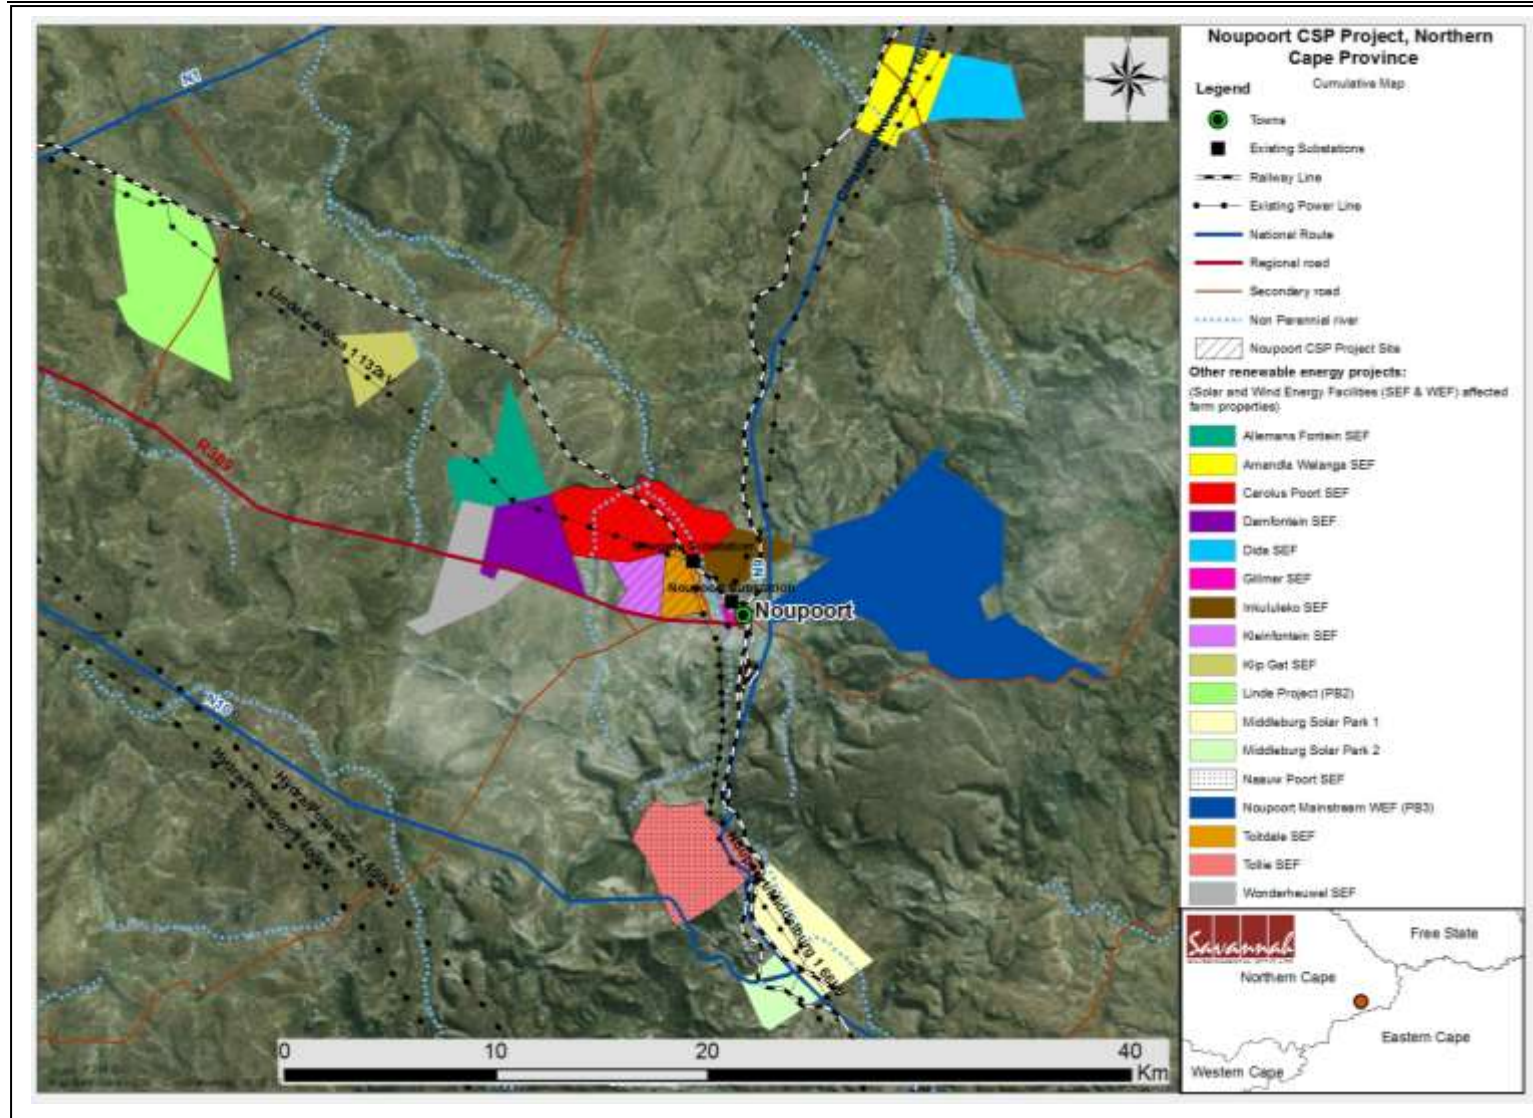 Noupoort CSP Project, Northern
Cape Province
Cumulative Map
Legend
Towns
Existing Substations
Railway Line
Existing Power Line
National Route
Regional road
Secondary road
Non Perennial river
Noupoort CSP Project Site
Other renewable energy projects:
(Solar and Wind Energy Facilities (SEF & WEF) affected
farm properties)
Allemans Fontein SEF
Amandla Welanga SEF
Carolus Poort SEF
Damfontein SEF
Dida SEF
Gillmer SEF
Inkululeko SEF
Kleinfontein SEF
Klip Gat SEF
Linde Project (PB2)
Middleburg Solar Park 1
Middleburg Solar Park 2
Naauw Poort SEF
Noupoort Mainstream WEF (PB3)
Toitdale SEF
Tollie SEF
Wonderheuwel SEF
Savannah
Free State
Northern Cape
Eastern Cape
Western Cape
N1
R389
N9
Noupoort
N10
0 10 20 40
Km